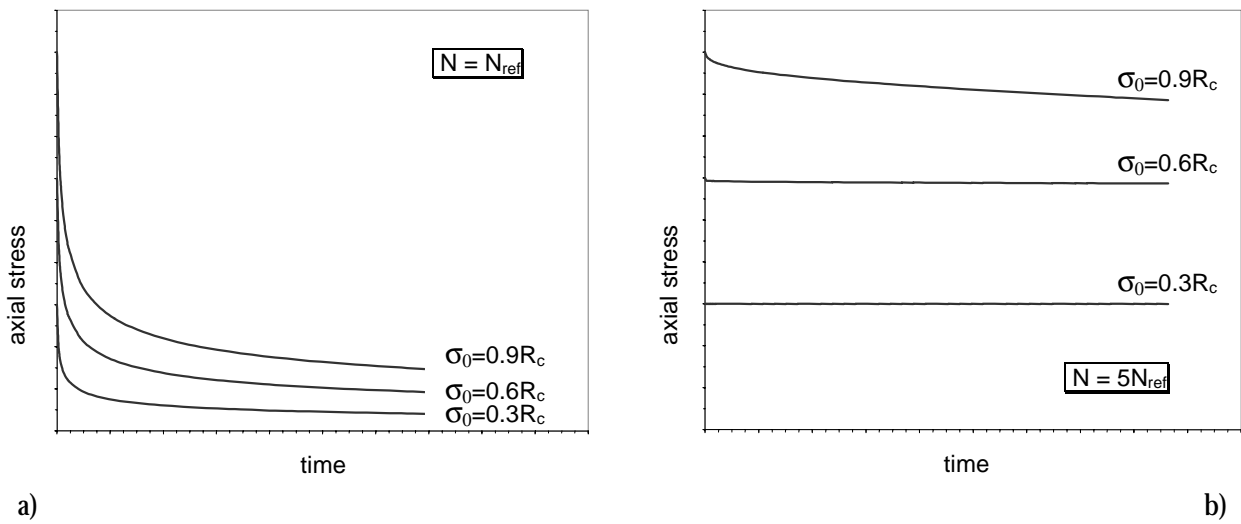 axial stress
N = Nref
σ0=0.9Rc
σ0=0.6Rc
σ0=0.3Rc
time
a)
axial stress
σ0=0.9Rc
σ0=0.6Rc
σ0=0.3Rc
N = 5Nref
time
b)